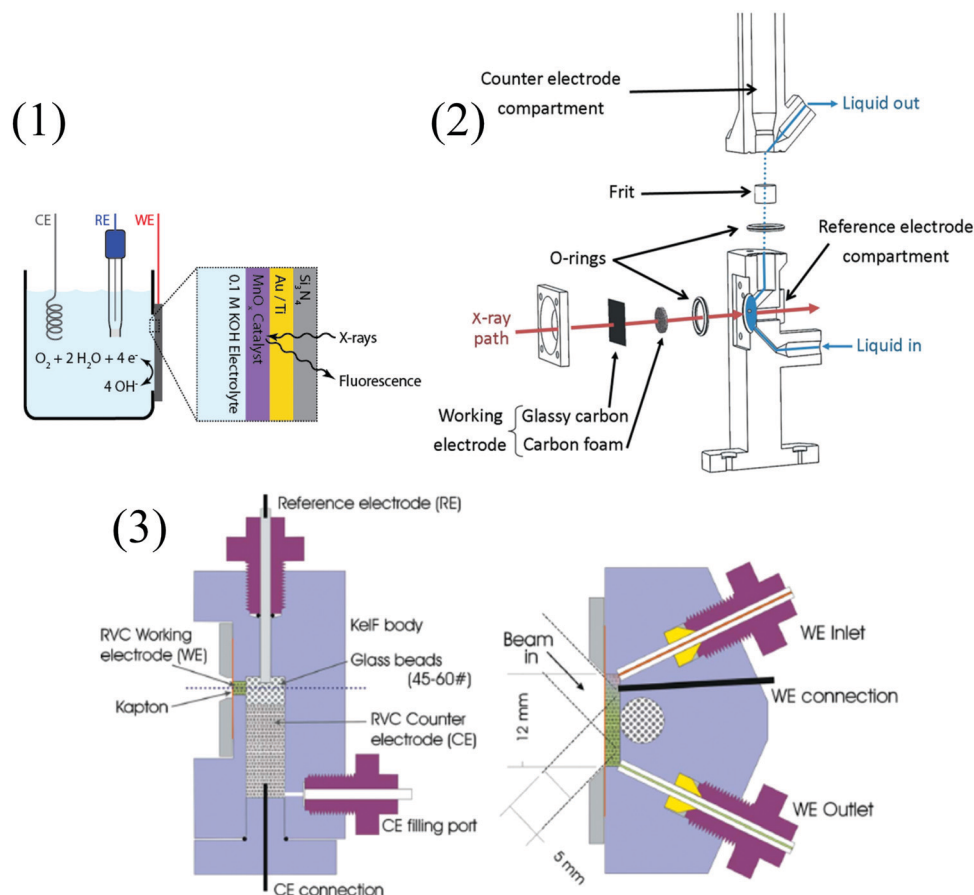 (1)
CE
RE
WE
O₂ + 2 H₂O + 4 e⁻
4 OH⁻
0.1 M KOH Electrolyte
MnOₓ Catalyst
Au / Ti
Si₃N₄
X-rays
Fluorescence
(2)
Counter electrode
compartment
Liquid out
Frit
O-rings
Reference electrode
compartment
X-ray
path
Liquid in
Working
electrode
Glassy carbon
Carbon foam
(3)
Reference electrode (RE)
RVC Working
electrode (WE)
Kapton
KelF body
Glass beads
(45-60#)
RVC Counter
electrode (CE)
CE filling port
CE connection
Beam
in
12 mm
5 mm
WE Inlet
WE connection
WE Outlet